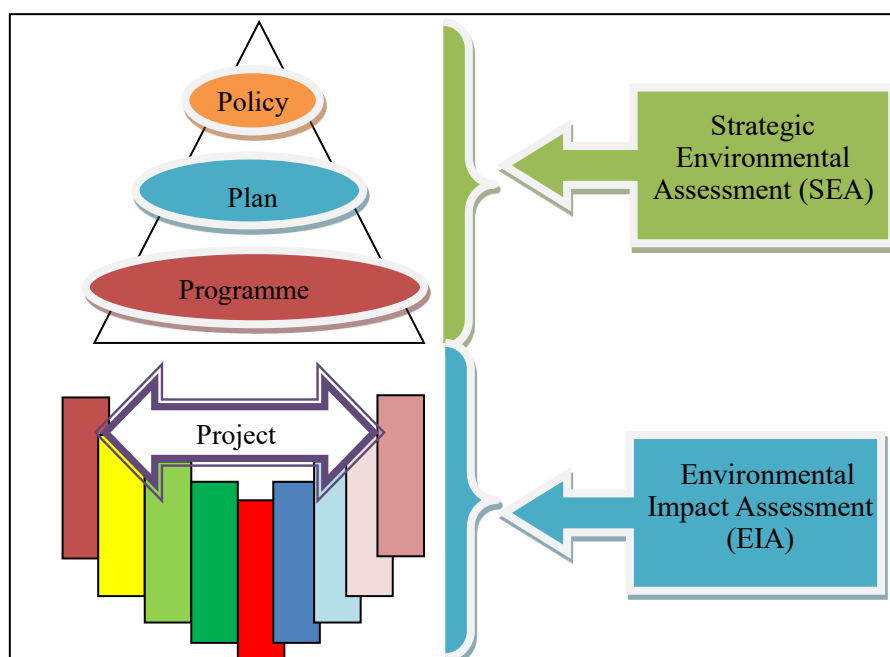 Policy
Plan
Programme
Project
Strategic
Environmental
Assessment (SEA)
Environmental
Impact Assessment
(EIA)